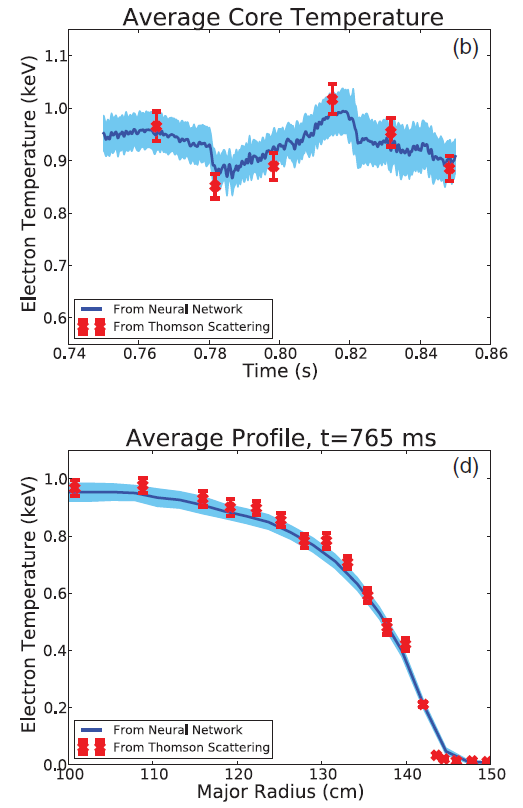 Average Core Temperature
(b)
Electron Temperature (keV)
1.1
1.0
0.9
0.8
0.7
0.6
From Neural Network
From Thomson Scattering
0.74 0.76 0.78 0.80 0.82 0.84 0.86
Time (s)
Average Profile, t=765 ms
(d)
Electron Temperature (keV)
1.0
0.8
0.6
0.4
0.2
0.0
From Neural Network
From Thomson Scattering
100 110 120 130 140 150
Major Radius (cm)